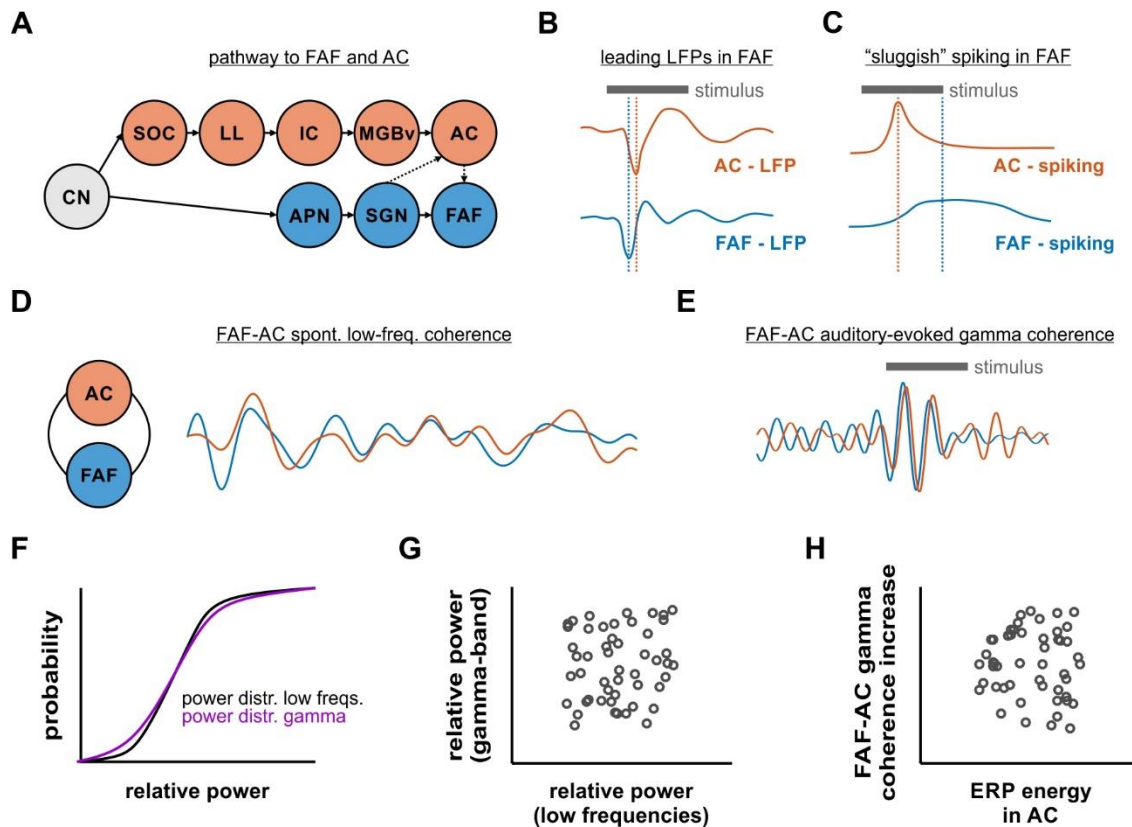 A
pathway to FAF and AC
SOC
LL
IC
MGBv
AC
CN
APN
SGN
FAF
B
leading LFPs in FAF
stimulus
AC - LFP
FAF - LFP
C
“sluggish” spiking in FAF
stimulus
AC - spiking
FAF - spiking
D
FAF-AC spont. low-freq. coherence
AC
FAF
E
FAF-AC auditory-evoked gamma coherence
stimulus
F
probability
power distr. low freqs.
power distr. gamma
relative power
G
relative power
(gamma-band)
relative power
(low frequencies)
H
FAF-AC gamma
coherence increase
ERP energy
in AC